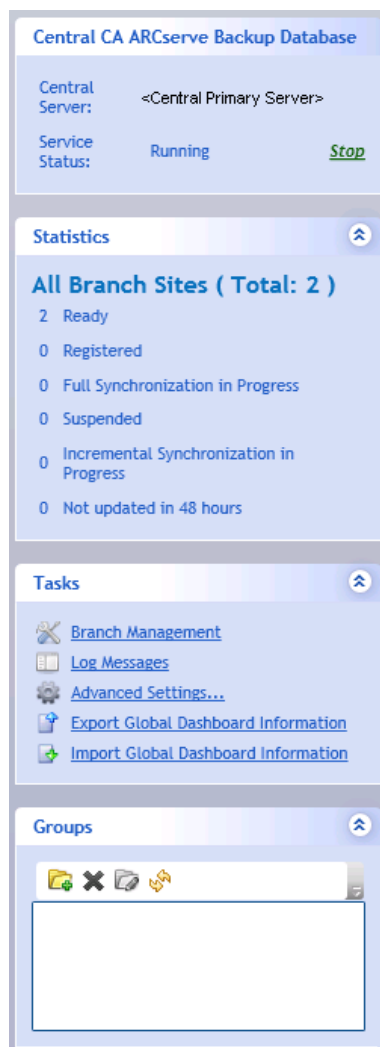 Central CA ARCserve Backup Database
Central
Server:
<Central Primary Server>
Service
Status:
Running
Stop
Statistics
All Branch Sites ( Total: 2 )
2 Ready
0 Registered
0 Full Synchronization in Progress
0 Suspended
0 Incremental Synchronization in
Progress
0 Not updated in 48 hours
Tasks
Branch Management
Log Messages
Advanced Settings...
Export Global Dashboard Information
Import Global Dashboard Information
Groups